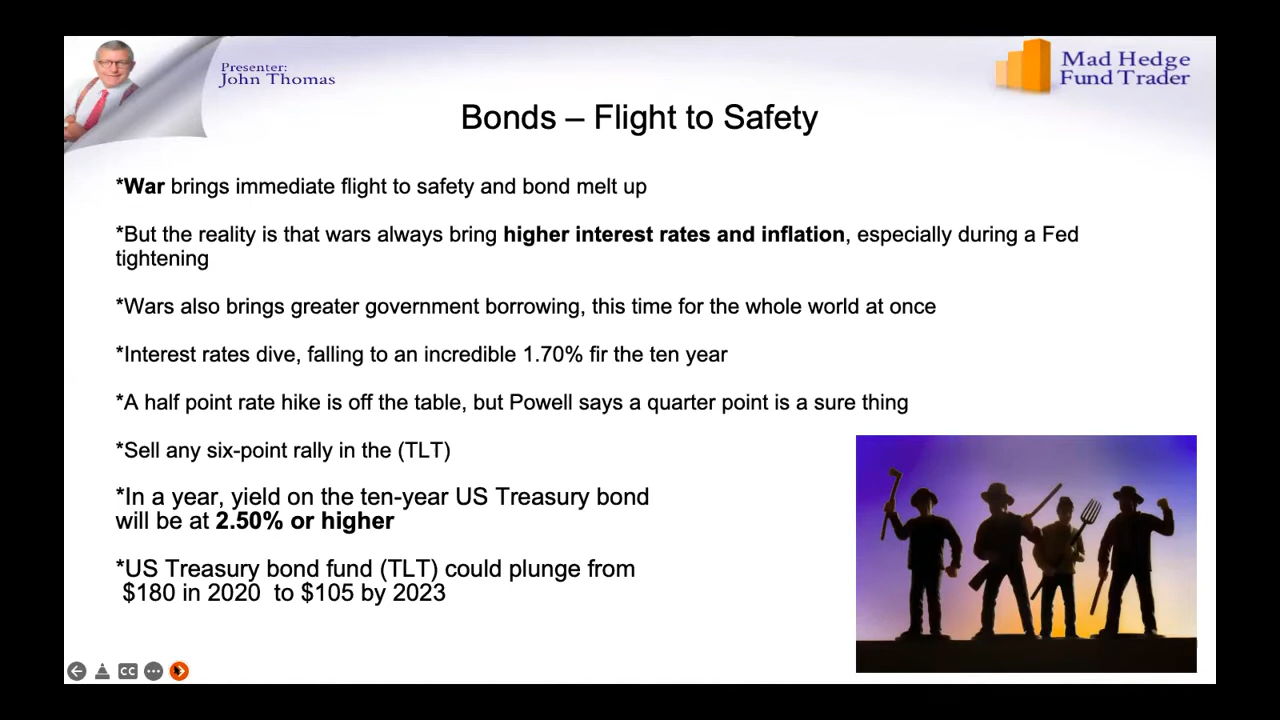 Presenter:
John Thomas
Mad Hedge
Fund Trader
Bonds – Flight to Safety
*War brings immediate flight to safety and bond melt up
*But the reality is that wars always bring higher interest rates and inflation, especially during a Fed
tightening
*Wars also brings greater government borrowing, this time for the whole world at once
*Interest rates dive, falling to an incredible 1.70% fir the ten year
*A half point rate hike is off the table, but Powell says a quarter point is a sure thing
*Sell any six-point rally in the (TLT)
*In a year, yield on the ten-year US Treasury bond
will be at 2.50% or higher
*US Treasury bond fund (TLT) could plunge from
$180 in 2020 to $105 by 2023
CC